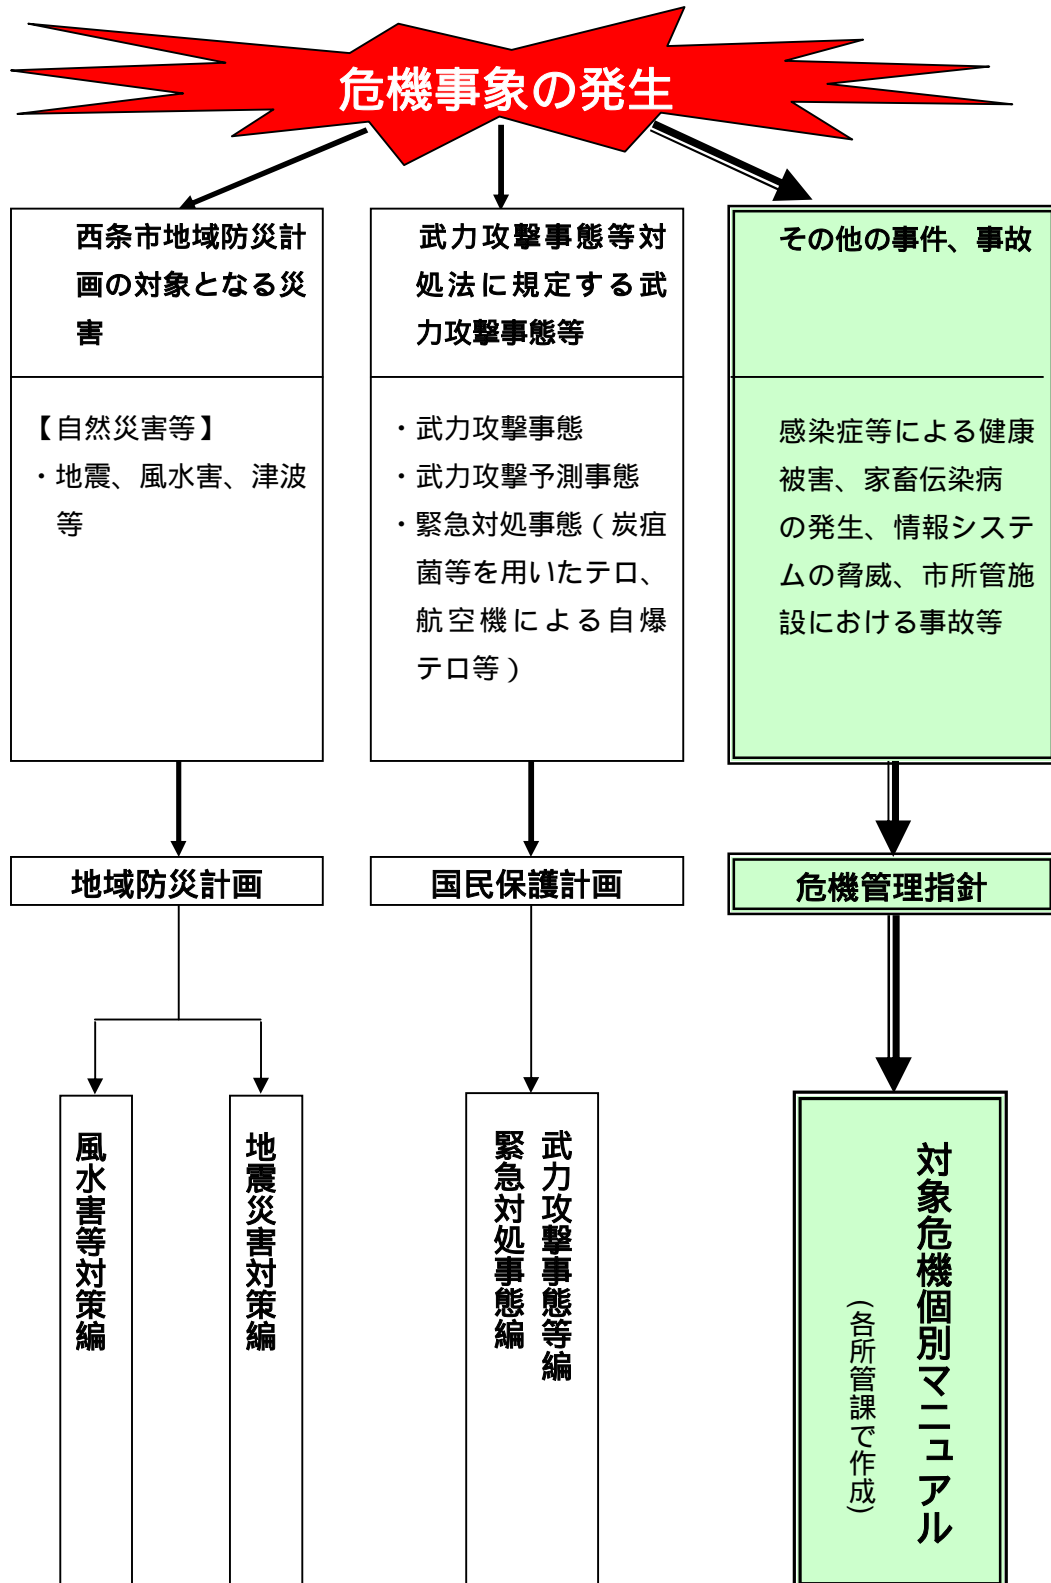 危機事象の発生
西条市地域防災計
画の対象となる災
害
【自然災害等】
・地震、風水害、津波
等
武力攻撃事態等対
処法に規定する武
力攻撃事態等
・武力攻撃事態
・武力攻撃予測事態
・緊急対処事態（炭疽
菌等を用いたテロ、
航空機による自爆
テロ等）
その他の事件、事故
感染症等による健康
被害、家畜伝染病
の発生、情報システ
ムの脅威、市所管施
設における事故等
地域防災計画
国民保護計画
危機管理指針
風水害等対策編
地震災害対策編
武力攻撃事態等編
緊急対処事態編
対象危機個別マニュアル
（各所管課で作成）